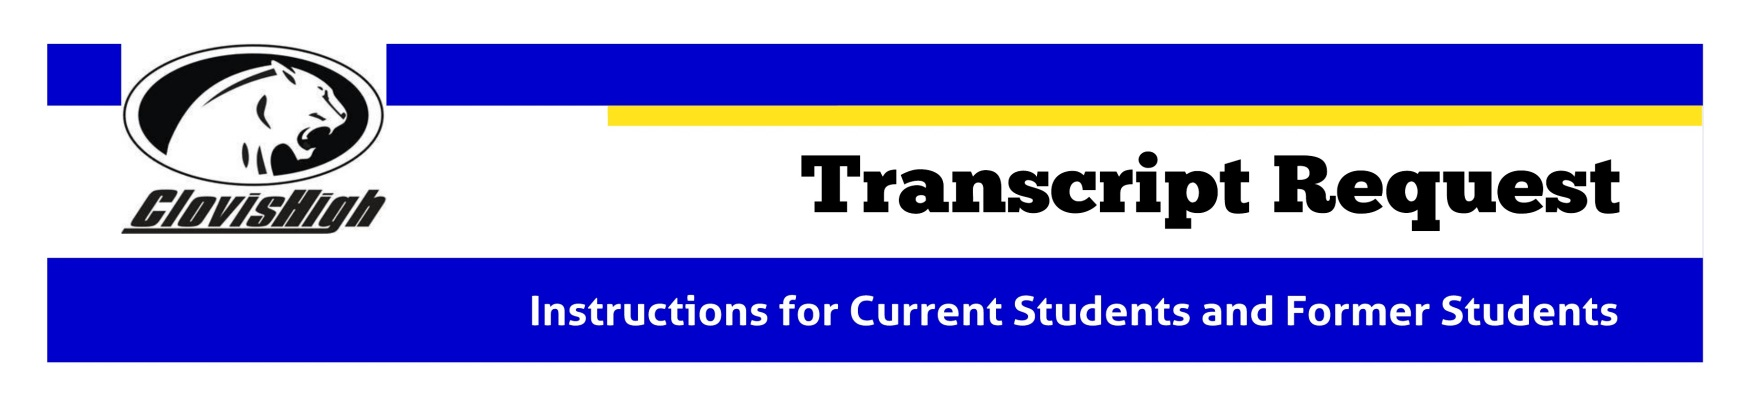 ClovisHigh
Transcript Request
Instructions for Current Students and Former Students